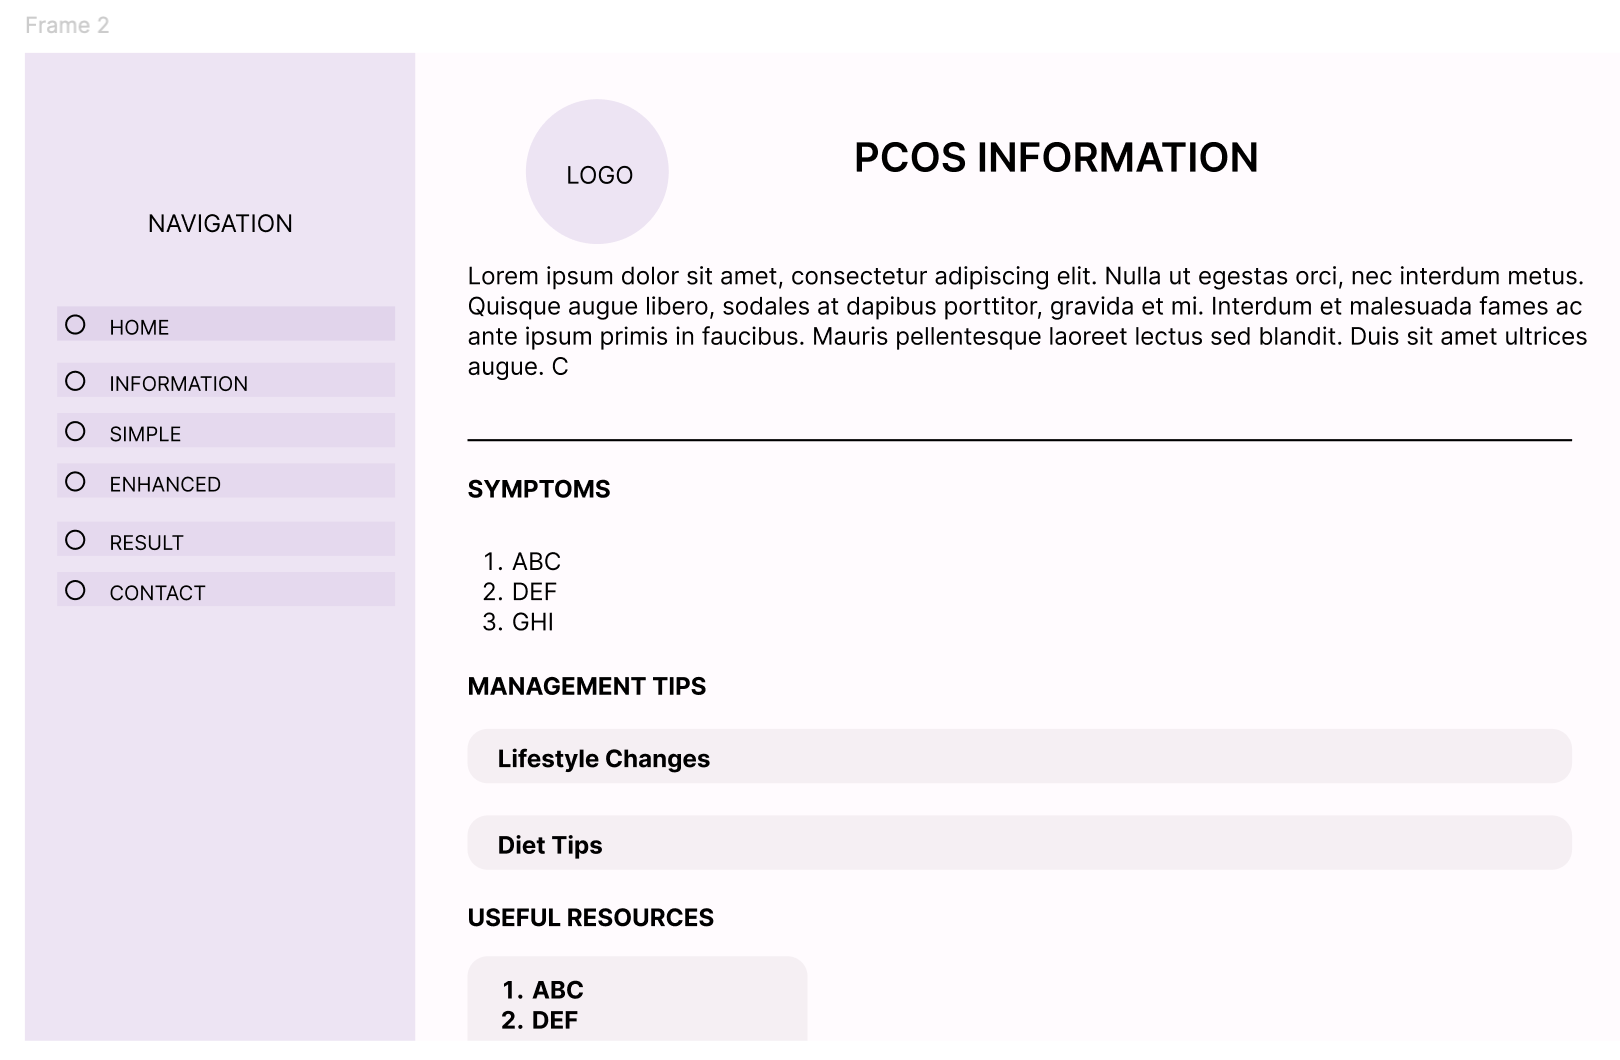 Frame 2
NAVIGATION
HOME
INFORMATION
SIMPLE
ENHANCED
RESULT
CONTACT
LOGO
PCOS INFORMATION
Lorem ipsum dolor sit amet, consectetur adipiscing elit. Nulla ut egestas orci, nec interdum metus.
Quisque augue libero, sodales at dapibus porttitor, gravida et mi. Interdum et malesuada fames ac
ante ipsum primis in faucibus. Mauris pellentesque laoreet lectus sed blandit. Duis sit amet ultrices
augue. C
SYMPTOMS
1. ABC
2. DEF
3. GHI
MANAGEMENT TIPS
Lifestyle Changes
Diet Tips
USEFUL RESOURCES
1. ABC
2. DEF